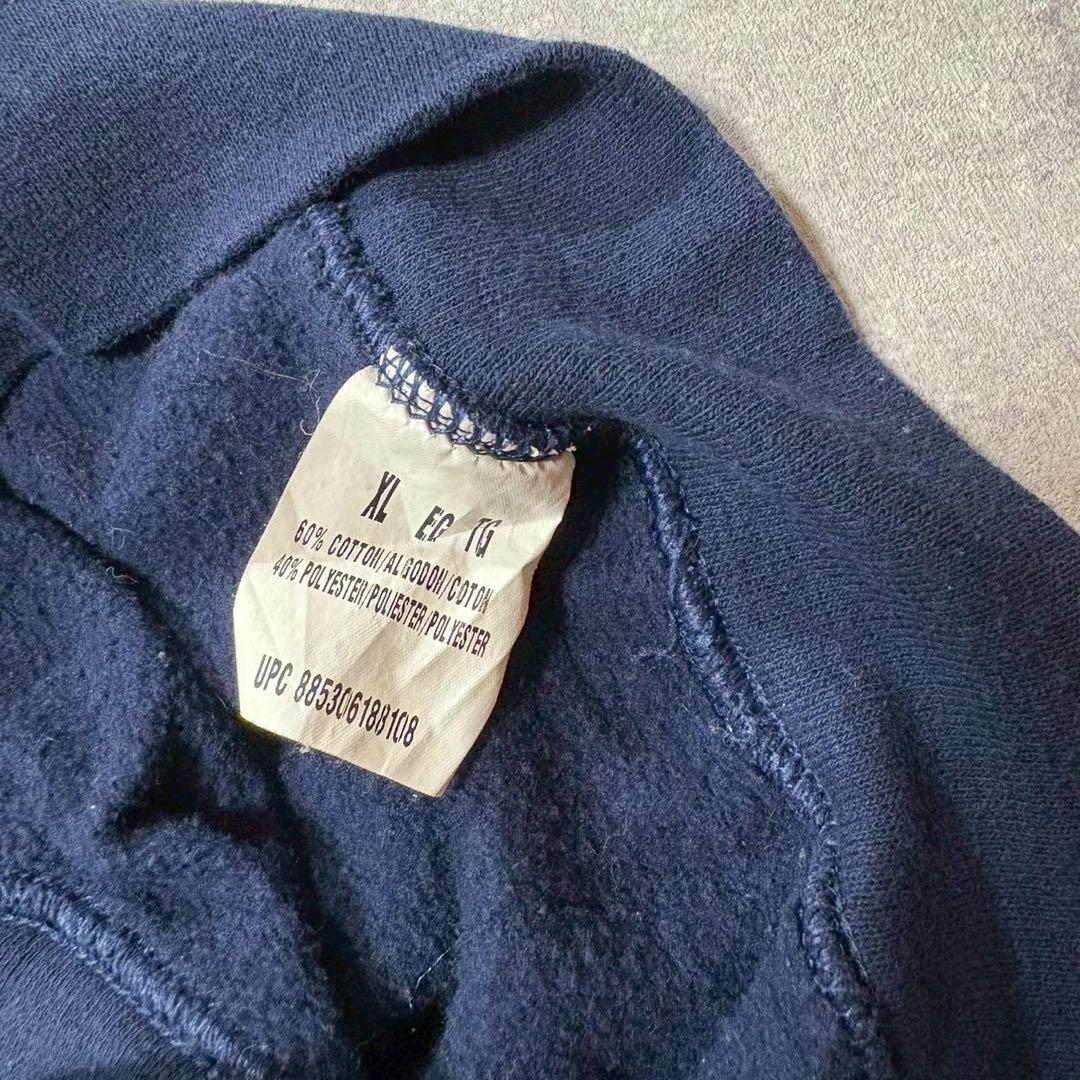 XL EG TG
60% COTTON/ALGODON/COTON
40% POLYESTER/POLIESTER/POLYESTER
UPC 885306188108